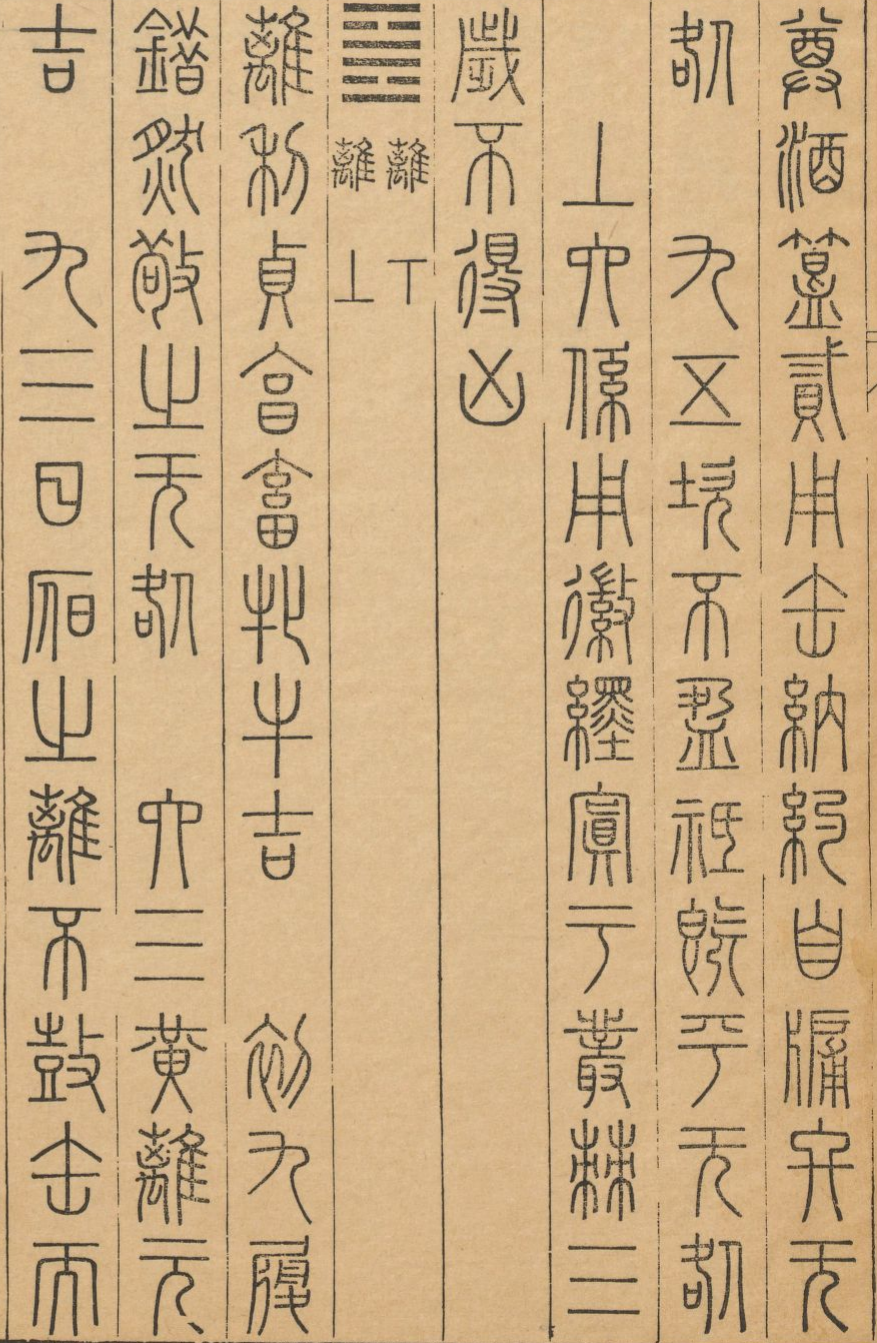 尊酒簋貳用缶納約自牖終无
咎　九五坎不盈祗既平无咎
上六係用徽纆寘于叢棘三
歲不得凶
䷝ 離下 離上
離利貞亨畜牝牛吉　初九履
錯然敬之无咎　六二黃離元
吉　九三日昃之離不鼓缶而